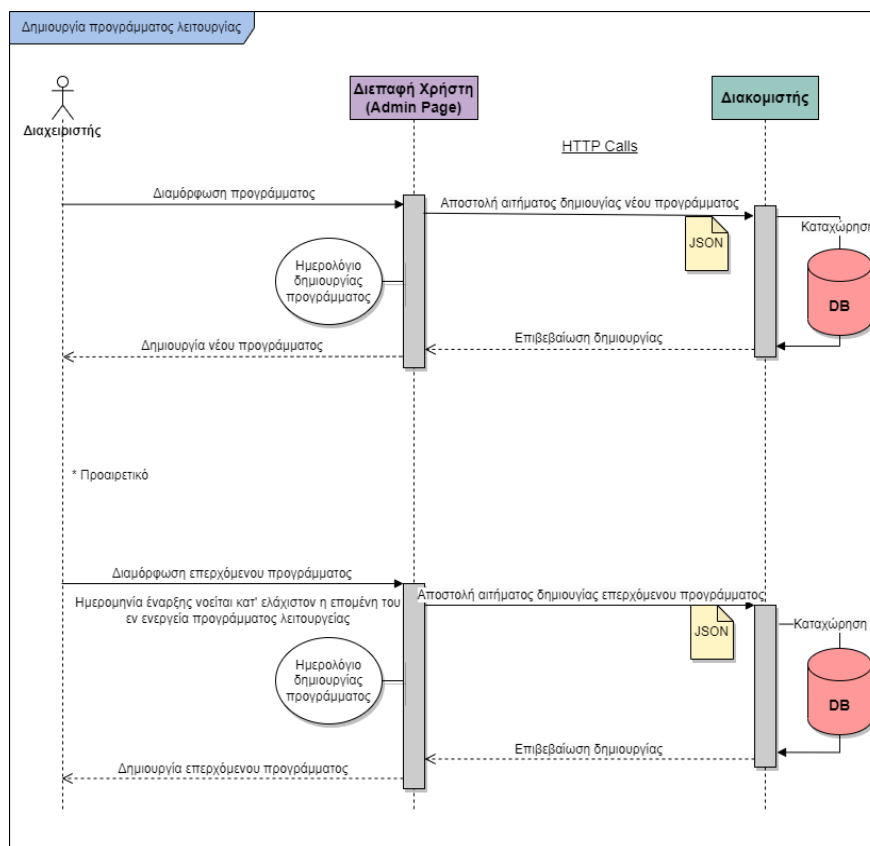 Δημιουργία προγράμματος λειτουργίας
Διαχειριστής
Διεπαφή Χρήστη
(Admin Page)
Διακομιστής
HTTP Calls
Διαμόρφωση προγράμματος
Αποστολή αιτήματος δημιουγίας νέου προγράμματος
JSON
Καταχώρηση
Ημερολόγιο
δημιουργίας
προγράμματος
DB
Επιβεβαίωση δημιουργίας
Δημιουργία νέου προγράμματος
* Προαιρετικό
Διαμόρφωση επερχόμενου προγράμματος
Αποστολή αιτήματος δημιουγίας επερχόμενου προγράμματος
Ημερομηνία έναρξης νοείται κατ' ελάχιστον η επομένη του
εν ενεργεία προγράμματος λειτουργείας
JSON
Καταχώρηση
Ημερολόγιο
δημιουργίας
προγράμματος
DB
Επιβεβαίωση δημιουργίας
Δημιουργία επερχόμενου προγράμματος